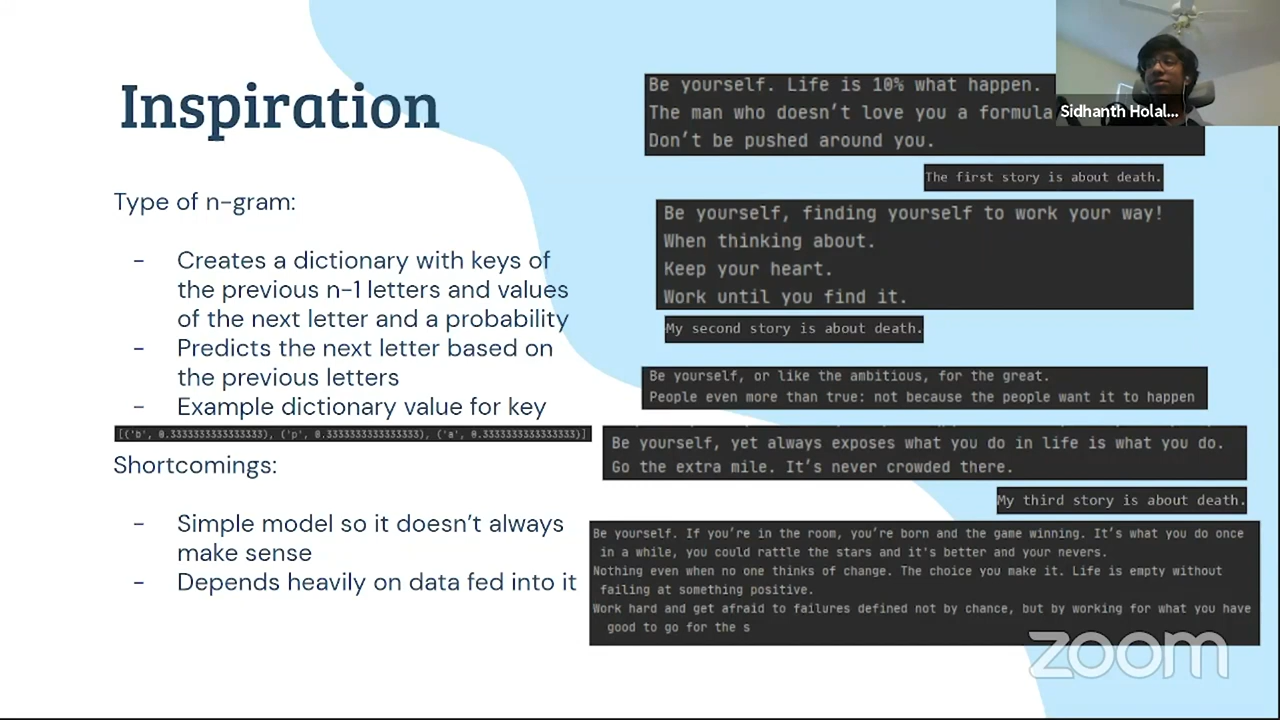 Inspiration
Type of n-gram:
- Creates a dictionary with keys of
the previous n-1 letters and values
of the next letter and a probability
- Predicts the next letter based on
the previous letters
- Example dictionary value for key
[('b', 0.3333333333333333), ('p', 0.3333333333333333), ('a', 0.3333333333333333)]
Shortcomings:
- Simple model so it doesn't always
make sense
- Depends heavily on data fed into it
Be yourself. Life is 10% what happen.
The man who doesn't love you a formula
Don't be pushed around you.
The first story is about death.
Be yourself, finding yourself to work your way!
When thinking about.
Keep your heart.
Work until you find it.
My second story is about death.
Be yourself, or like the ambitious, for the great.
People even more than true: not because the people want it to happen
Be yourself, yet always exposes what you do in life is what you do.
Go the extra mile. It's never crowded there.
My third story is about death.
Be yourself. If you're in the room, you're born and the game winning. It's what you do once
in a while, you could rattle the stars and it's better and your nevers.
Nothing even when no one thinks of change. The choice you make it. Life is empty without
failing at something positive.
Work hard and get afraid to failures defined not by chance, but by working for what you have
good to go for the s
Sidhanth Holal...
zoom